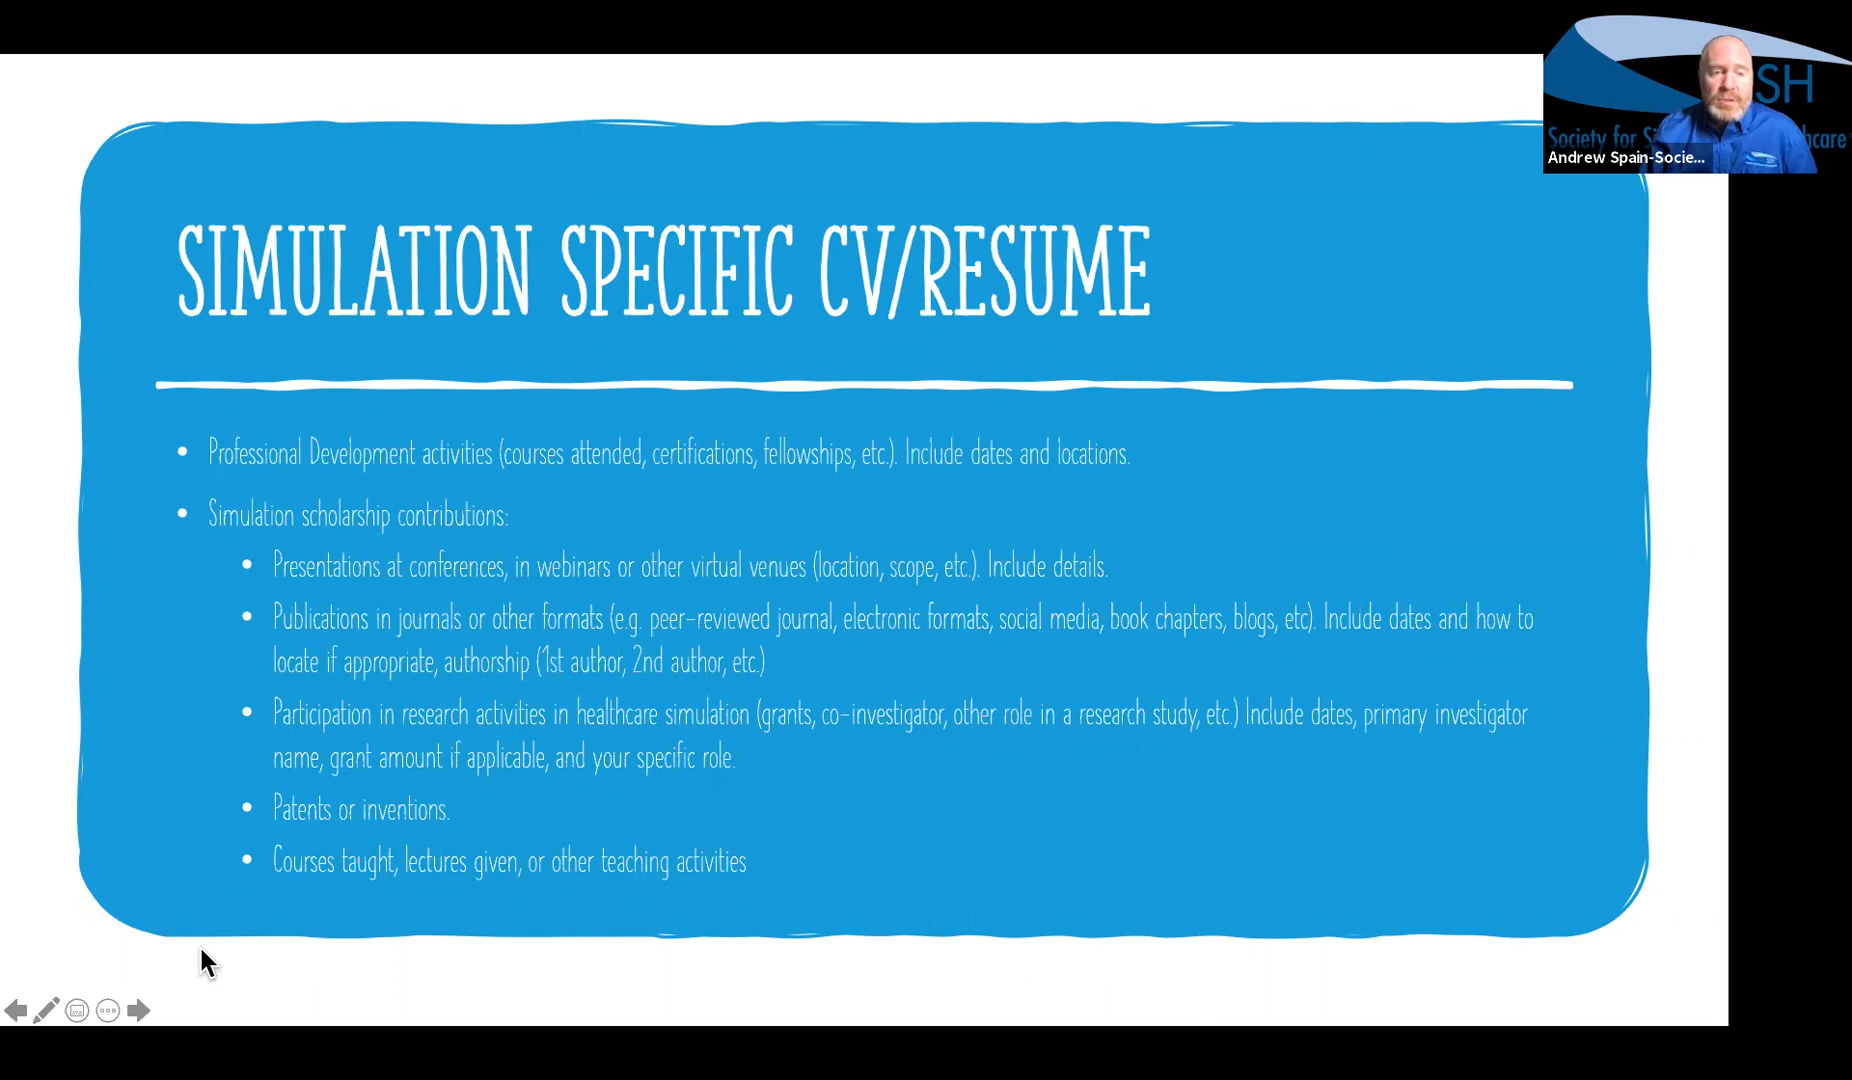 SH
Society for S
hcare
Andrew Spain-Socie...
SIMULATION SPECIFIC CV/RESUME
• Professional Development activities (courses attended, certifications, fellowships, etc.). Include dates and locations.
• Simulation scholarship contributions:
• Presentations at conferences, in webinars or other virtual venues (location, scope, etc.). Include details.
• Publications in journals or other formats (e.g. peer-reviewed journal, electronic formats, social media, book chapters, blogs, etc). Include dates and how to
locate if appropriate, authorship (1st author, 2nd author, etc.)
• Participation in research activities in healthcare simulation (grants, co-investigator, other role in a research study, etc.) Include dates, primary investigator
name, grant amount if applicable, and your specific role.
• Patents or inventions.
• Courses taught, lectures given, or other teaching activities